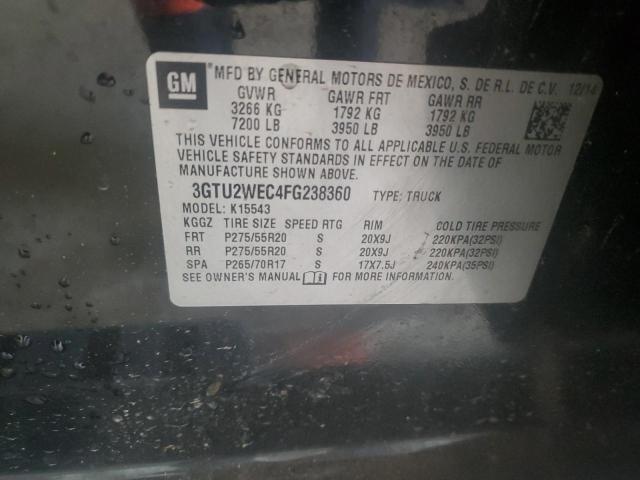 GM
MFD BY GENERAL MOTORS DE MEXICO, S. DE R.L. DE C.V. 12/14
GVWR GAWR FRT GAWR RR
3266 KG 1792 KG 1792 KG
7200 LB 3950 LB 3950 LB
THIS VEHICLE CONFORMS TO ALL APPLICABLE U.S. FEDERAL MOTOR
VEHICLE SAFETY STANDARDS IN EFFECT ON THE DATE OF
MANUFACTURE SHOWN ABOVE.
3GTU2WEC4FG238360 TYPE: TRUCK
MODEL: K15543
KGGZ TIRE SIZE SPEED RTG RIM COLD TIRE PRESSURE
FRT P275/55R20 S 20X9J 220KPA(32PSI)
RR P275/55R20 S 20X9J 220KPA(32PSI)
SPA P265/70R17 S 17X7.5J 240KPA(35PSI)
SEE OWNER'S MANUAL FOR MORE INFORMATION.